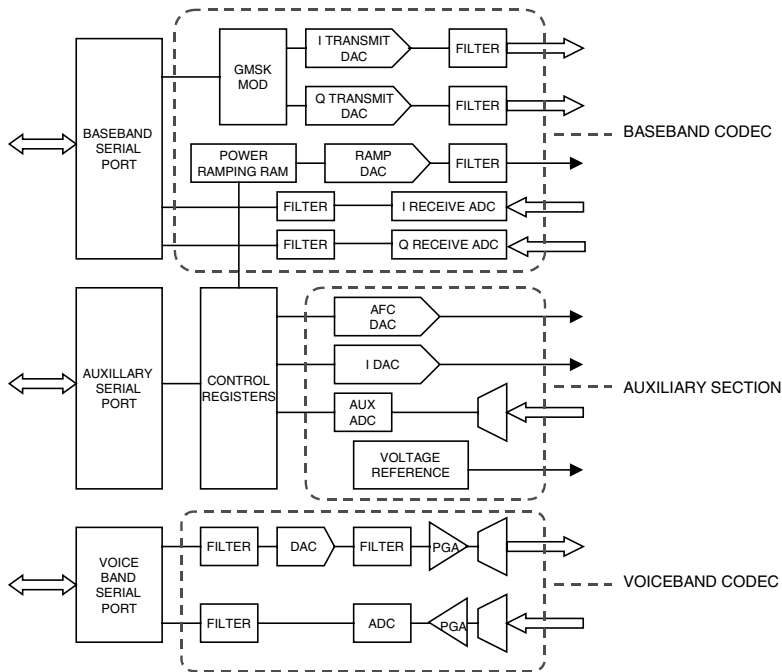 BASEBAND
SERIAL
PORT
GMSK
MOD
I TRANSMIT
DAC
FILTER
Q TRANSMIT
DAC
FILTER
POWER
RAMPING RAM
RAMP
DAC
FILTER
FILTER
I RECEIVE ADC
FILTER
Q RECEIVE ADC
BASEBAND CODEC
AUXILLARY
SERIAL
PORT
CONTROL
REGISTERS
AFC
DAC
I DAC
AUX
ADC
VOLTAGE
REFERENCE
AUXILIARY SECTION
VOICE
BAND
SERIAL
PORT
FILTER
DAC
FILTER
PGA
FILTER
ADC
PGA
VOICEBAND CODEC